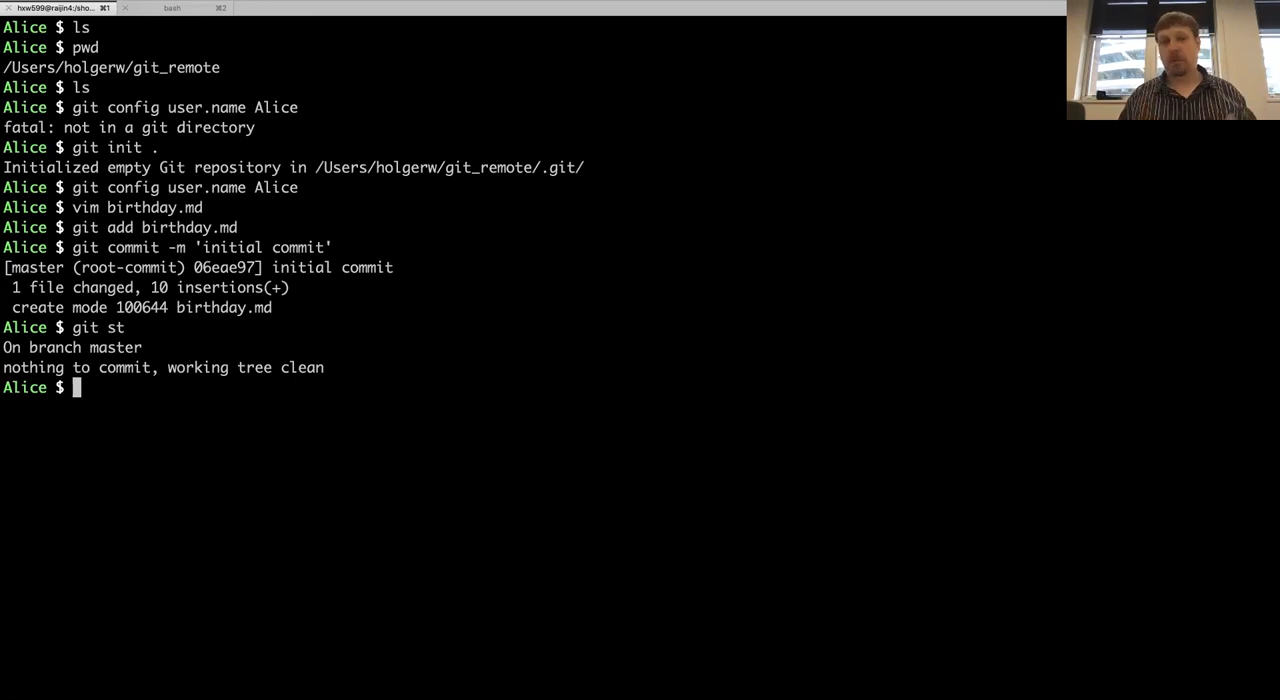 hxw599@raijin4:/sho... ⌘1
bash ⌘2
Alice $ ls
Alice $ pwd
/Users/holgerw/git_remote
Alice $ ls
Alice $ git config user.name Alice
fatal: not in a git directory
Alice $ git init .
Initialized empty Git repository in /Users/holgerw/git_remote/.git/
Alice $ git config user.name Alice
Alice $ vim birthday.md
Alice $ git add birthday.md
Alice $ git commit -m 'initial commit'
[master (root-commit) 06eae97] initial commit
1 file changed, 10 insertions(+)
create mode 100644 birthday.md
Alice $ git st
On branch master
nothing to commit, working tree clean
Alice $